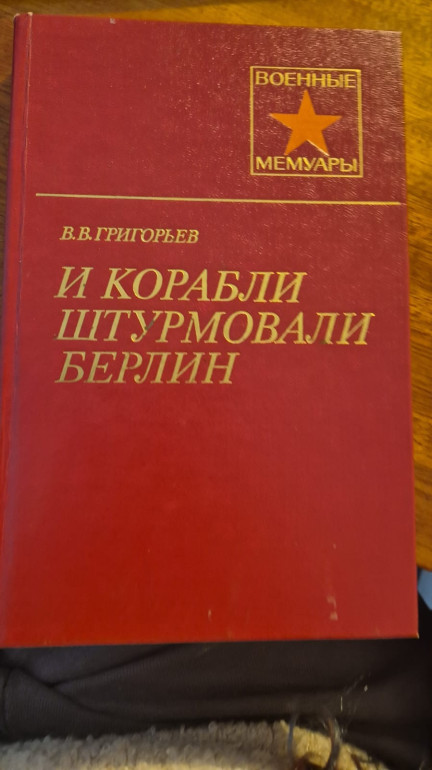 ВОЕННЫЕ
МЕМУАРЫ
В.В.ГРИГОРЬЕВ
И КОРАБЛИ
ШТУРМОВАЛИ
БЕРЛИН